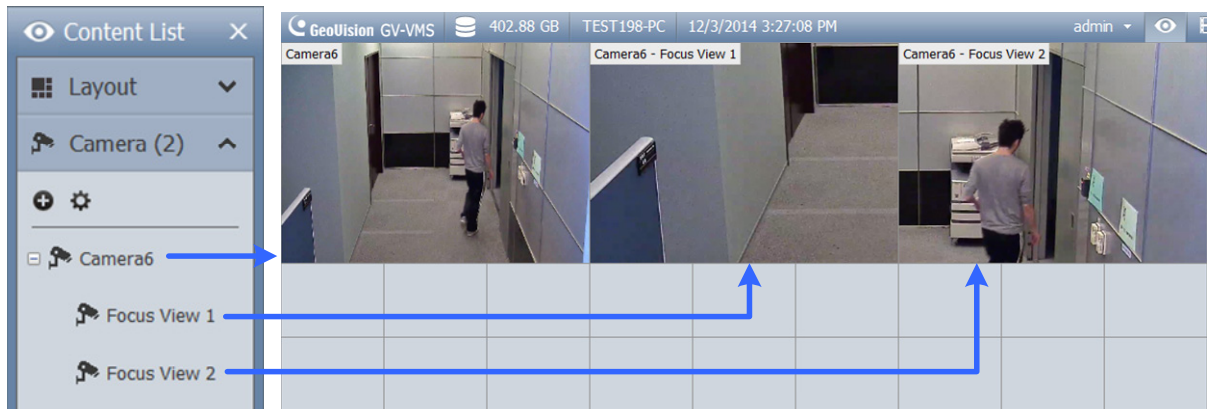 Content List
Layout
Camera (2)
Camera6
Focus View 1
Focus View 2
GeoVision GV-VMS 402.88 GB TEST198-PC 12/3/2014 3:27:08 PM admin
Camera6
Camera6 - Focus View 1
Camera6 - Focus View 2